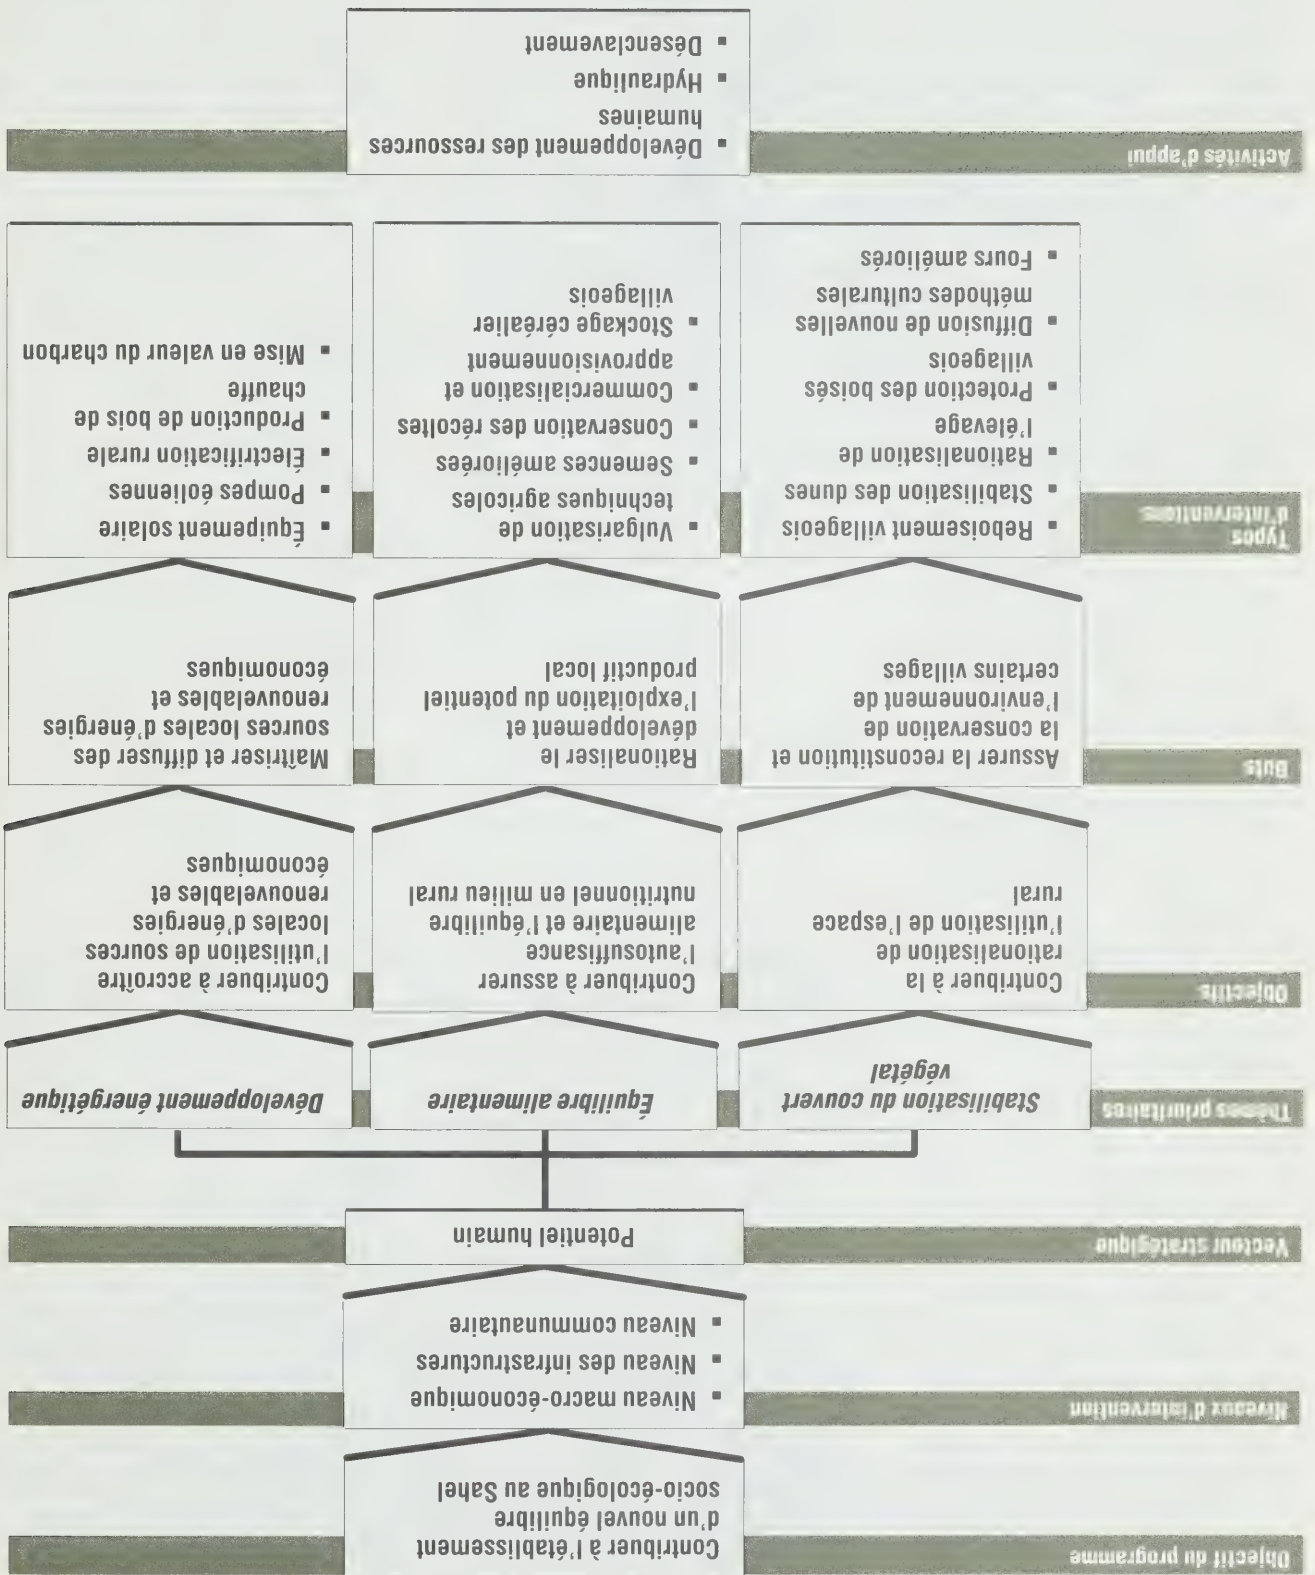 Objectif du programme
Contribuer à l'établissement
d'un nouvel équilibre
socio-écologique au Sahel
Niveaux d'intervention
▪ Niveau macro-économique
▪ Niveau des infrastructures
▪ Niveau communautaire
Vecteur stratégique
Potentiel humain
Thèmes prioritaires
Stabilisation du couvert
végétal
Équilibre alimentaire
Développement énergétique
Objectifs
Contribuer à la
rationalisation de
l'utilisation de l'espace
rural
Contribuer à assurer
l'autosuffisance
alimentaire et l'équilibre
nutritionnel en milieu rural
Contribuer à accroître
l'utilisation de sources
locales d'énergies
renouvelables et
économiques
Buts
Assurer la reconstitution et
la conservation de
l'environnement de
certains villages
Rationaliser le
développement et
l'exploitation du potentiel
productif local
Maîtriser et diffuser des
sources locales d'énergies
renouvelables et
économiques
Types
d'interventions
▪ Reboisement villageois
▪ Stabilisation des dunes
▪ Rationalisation de
l'élevage
▪ Protection des boisés
villageois
▪ Diffusion de nouvelles
méthodes culturales
▪ Fours améliorés
▪ Vulgarisation de
techniques agricoles
▪ Semences améliorées
▪ Conservation des récoltes
▪ Commercialisation et
approvisionnement
▪ Stockage céréalier
villageois
▪ Équipement solaire
▪ Pompes éoliennes
▪ Électrification rurale
▪ Production de bois de
chauffe
▪ Mise en valeur du charbon
Activités d'appui
▪ Développement des ressources
humaines
▪ Hydraulique
▪ Désenclavement